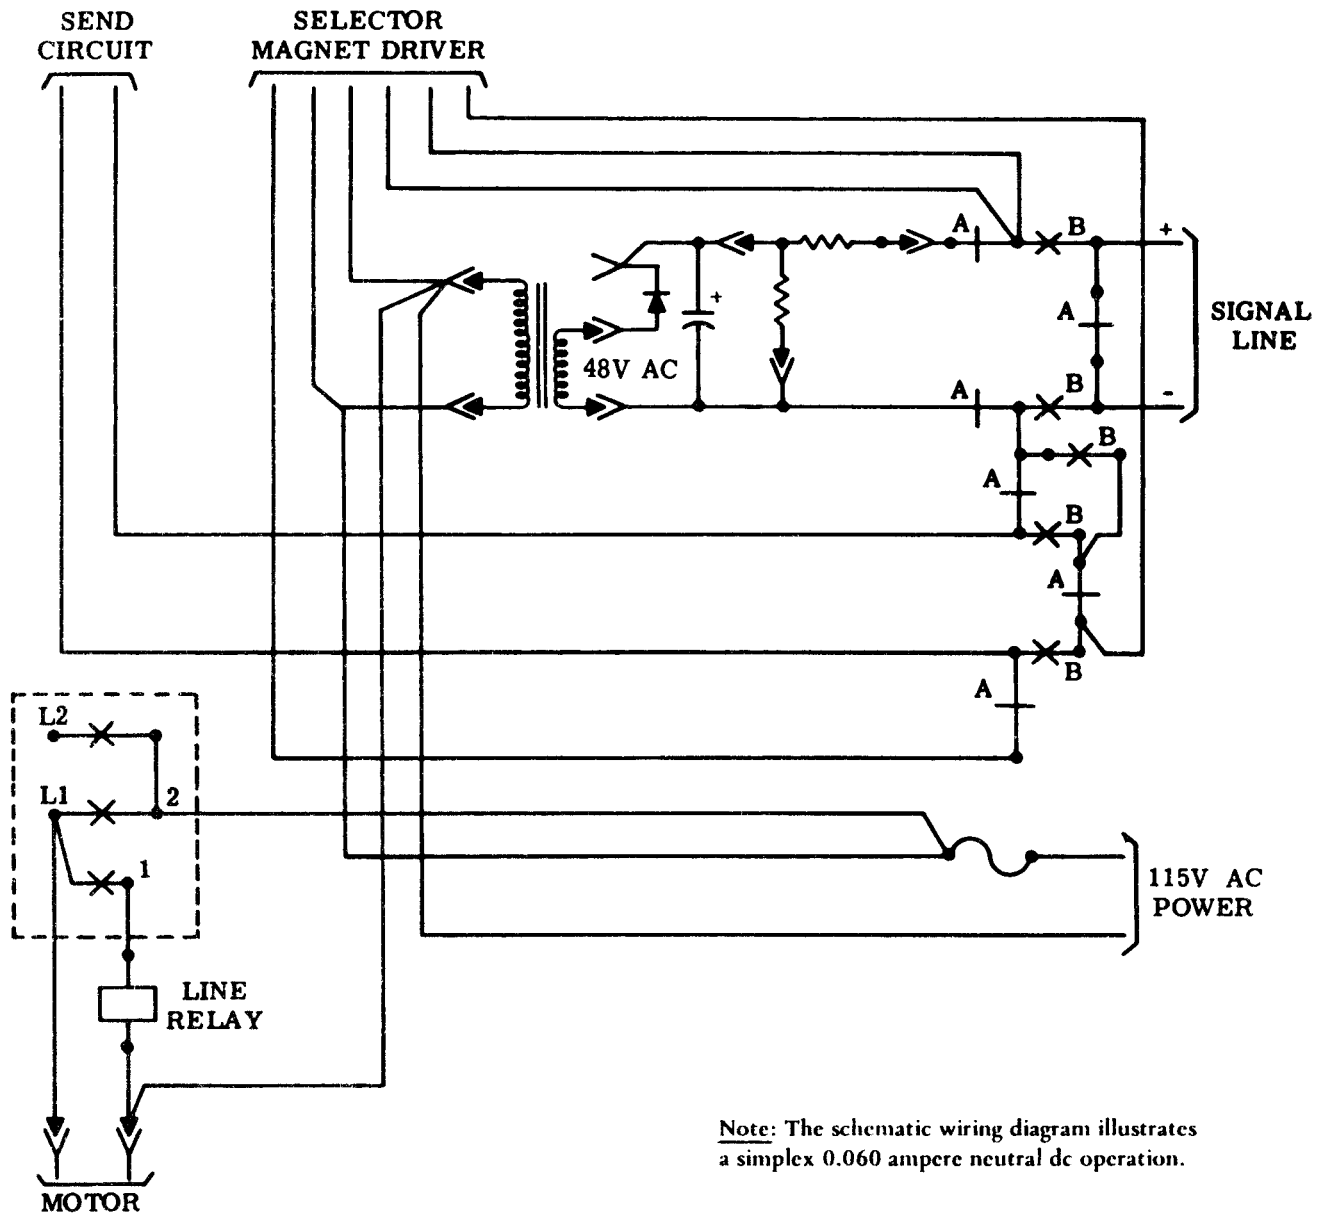 SEND
CIRCUIT
SELECTOR
MAGNET DRIVER
A
B
+
+
A
SIGNAL
LINE
48V AC
A
B
-
B
A
B
A
B
A
L2
L1
2
1
115V AC
POWER
LINE
RELAY
Note: The schematic wiring diagram illustrates
a simplex 0.060 ampere neutral dc operation.
MOTOR